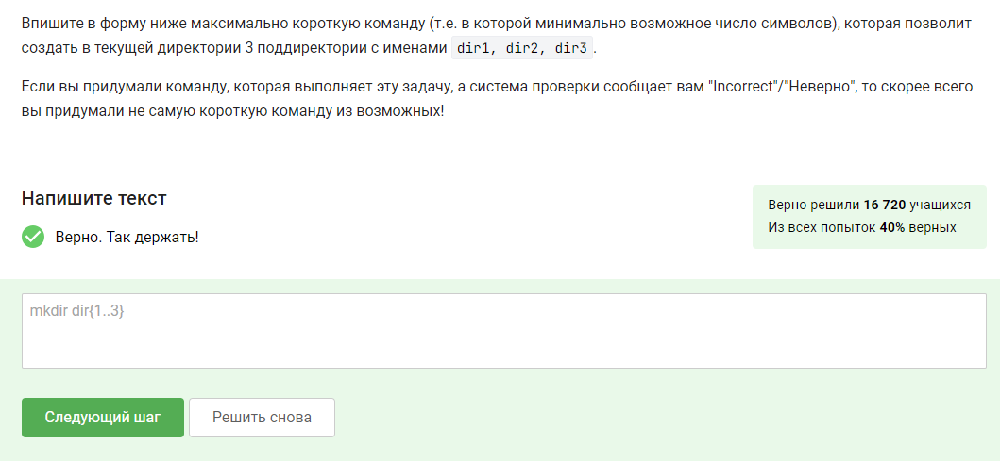 Впишите в форму ниже максимально короткую команду (т.е. в которой минимально возможное число символов), которая позволит
создать в текущей директории 3 поддиректории с именами dir1, dir2, dir3.
Если вы придумали команду, которая выполняет эту задачу, а система проверки сообщает вам "Incorrect"/"Неверно", то скорее всего
вы придумали не самую короткую команду из возможных!
Напишите текст
Верно. Так держать!
Верно решили 16 720 учащихся
Из всех попыток 40% верных
mkdir dir{1..3}
Следующий шаг
Решить снова